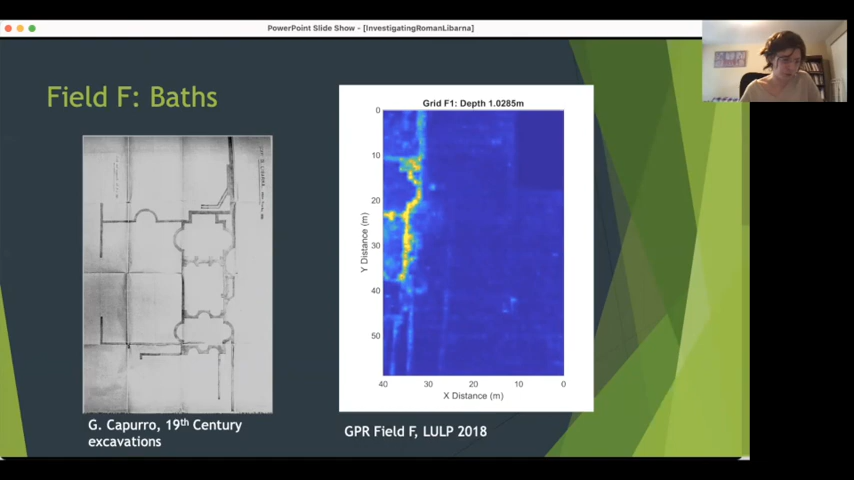 PowerPoint Slide Show - [InvestigatingRomanLibarna]
Field F: Baths
Grid F1: Depth 1.0285m
0
10
20
30
40
50
Y Distance (m)
40 30 20 10 0
X Distance (m)
G. Capurro, 19th Century
excavations
GPR Field F, LULP 2018